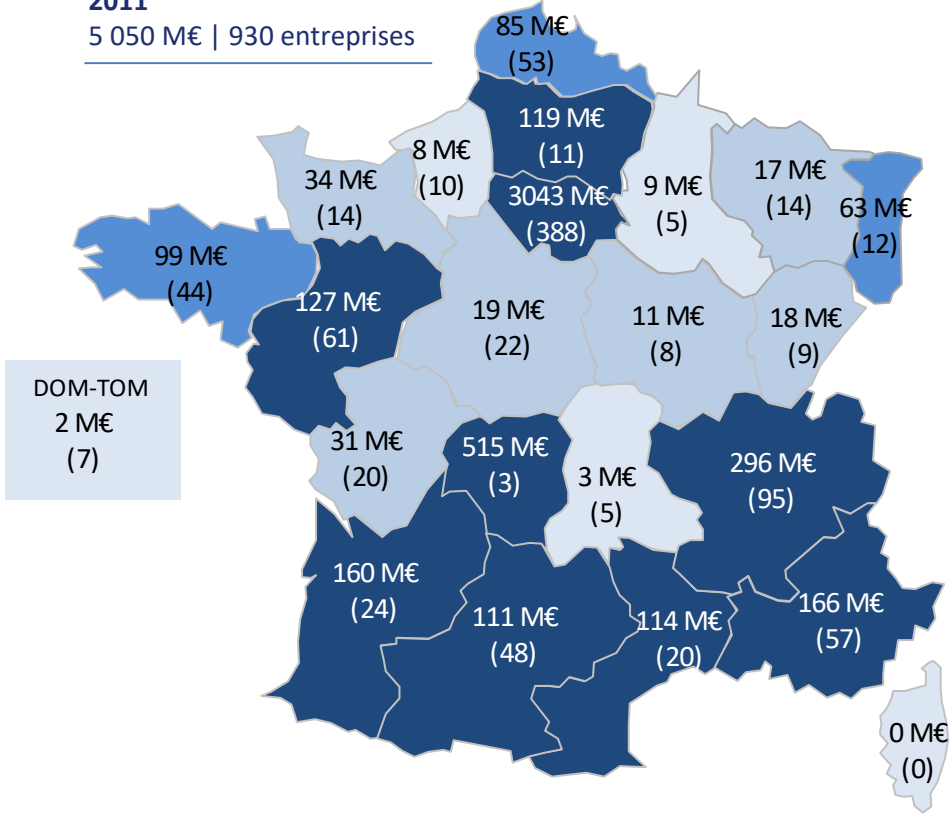 2011
5 050 M€ | 930 entreprises
85 M€
(53)
119 M€
(11)
8 M€
(10)
34 M€
(14)
3043 M€
(388)
9 M€
(5)
17 M€
(14)
63 M€
(12)
99 M€
(44)
127 M€
(61)
19 M€
(22)
11 M€
(8)
18 M€
(9)
DOM-TOM
2 M€
(7)
31 M€
(20)
515 M€
(3)
3 M€
(5)
296 M€
(95)
160 M€
(24)
111 M€
(48)
114 M€
(20)
166 M€
(57)
0 M€
(0)